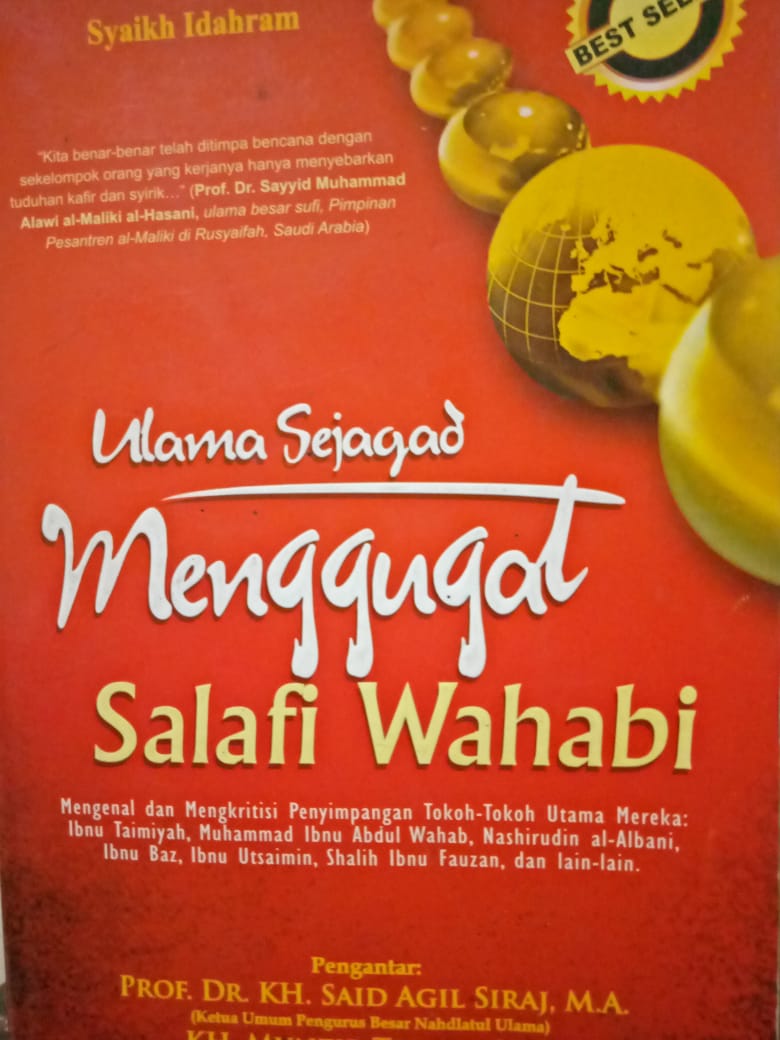 Syaikh Idahram
BEST SEL
"Kita benar-benar telah ditimpa bencana dengan
sekelompok orang yang kerjanya hanya menyebarkan
tuduhan kafir dan syirik..." (Prof. Dr. Sayyid Muhammad
Alawi al-Maliki al-Hasani, ulama besar sufi, Pimpinan
Pesantren al-Maliki di Rusyaifah, Saudi Arabia)
Ulama Sejagad
Menggugat
Salafi Wahabi
Mengenal dan Mengkritisi Penyimpangan Tokoh-Tokoh Utama Mereka:
Ibnu Taimiyah, Muhammad Ibnu Abdul Wahab, Nashirudin al-Albani,
Ibnu Baz, Ibnu Utsaimin, Shalih Ibnu Fauzan, dan lain-lain.
Pengantar:
PROF. DR. KH. SAID AGIL SIRAJ, M.A.
(Ketua Umum Pengurus Besar Nahdlatul Ulama)
KH.